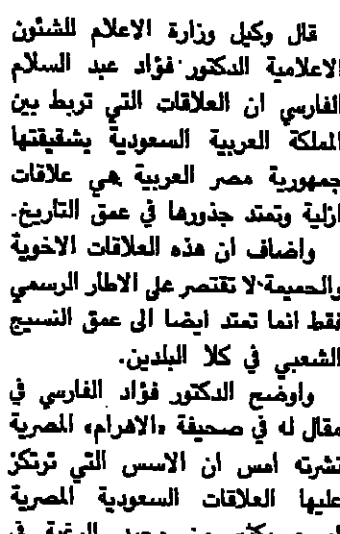 قال وكيل وزارة الاعلام للشئون
الاعلامية الدكتور فؤاد عبد السلام
الفارسي ان العلاقات التي تربط بين
المملكة العربية السعودية بشقيقتها
جمهورية مصر العربية هي علاقات
ازلية وتمتد جذورها في عمق التأريخ.
واضاف ان هذه العلاقات الاخوية
والحميمة لا تقتصر على الاطار الرسمي
فقط انما تمتد ايضا الى عمق النسيج
الشعبي في كلا البلدين.
واوضح الدكتور فؤاد الفارسي في
مقال له في صحيفة «الاهرام» المصرية
نشرته امس ان الاسس التي ترتكز
عليها العلاقات السعودية المصرية